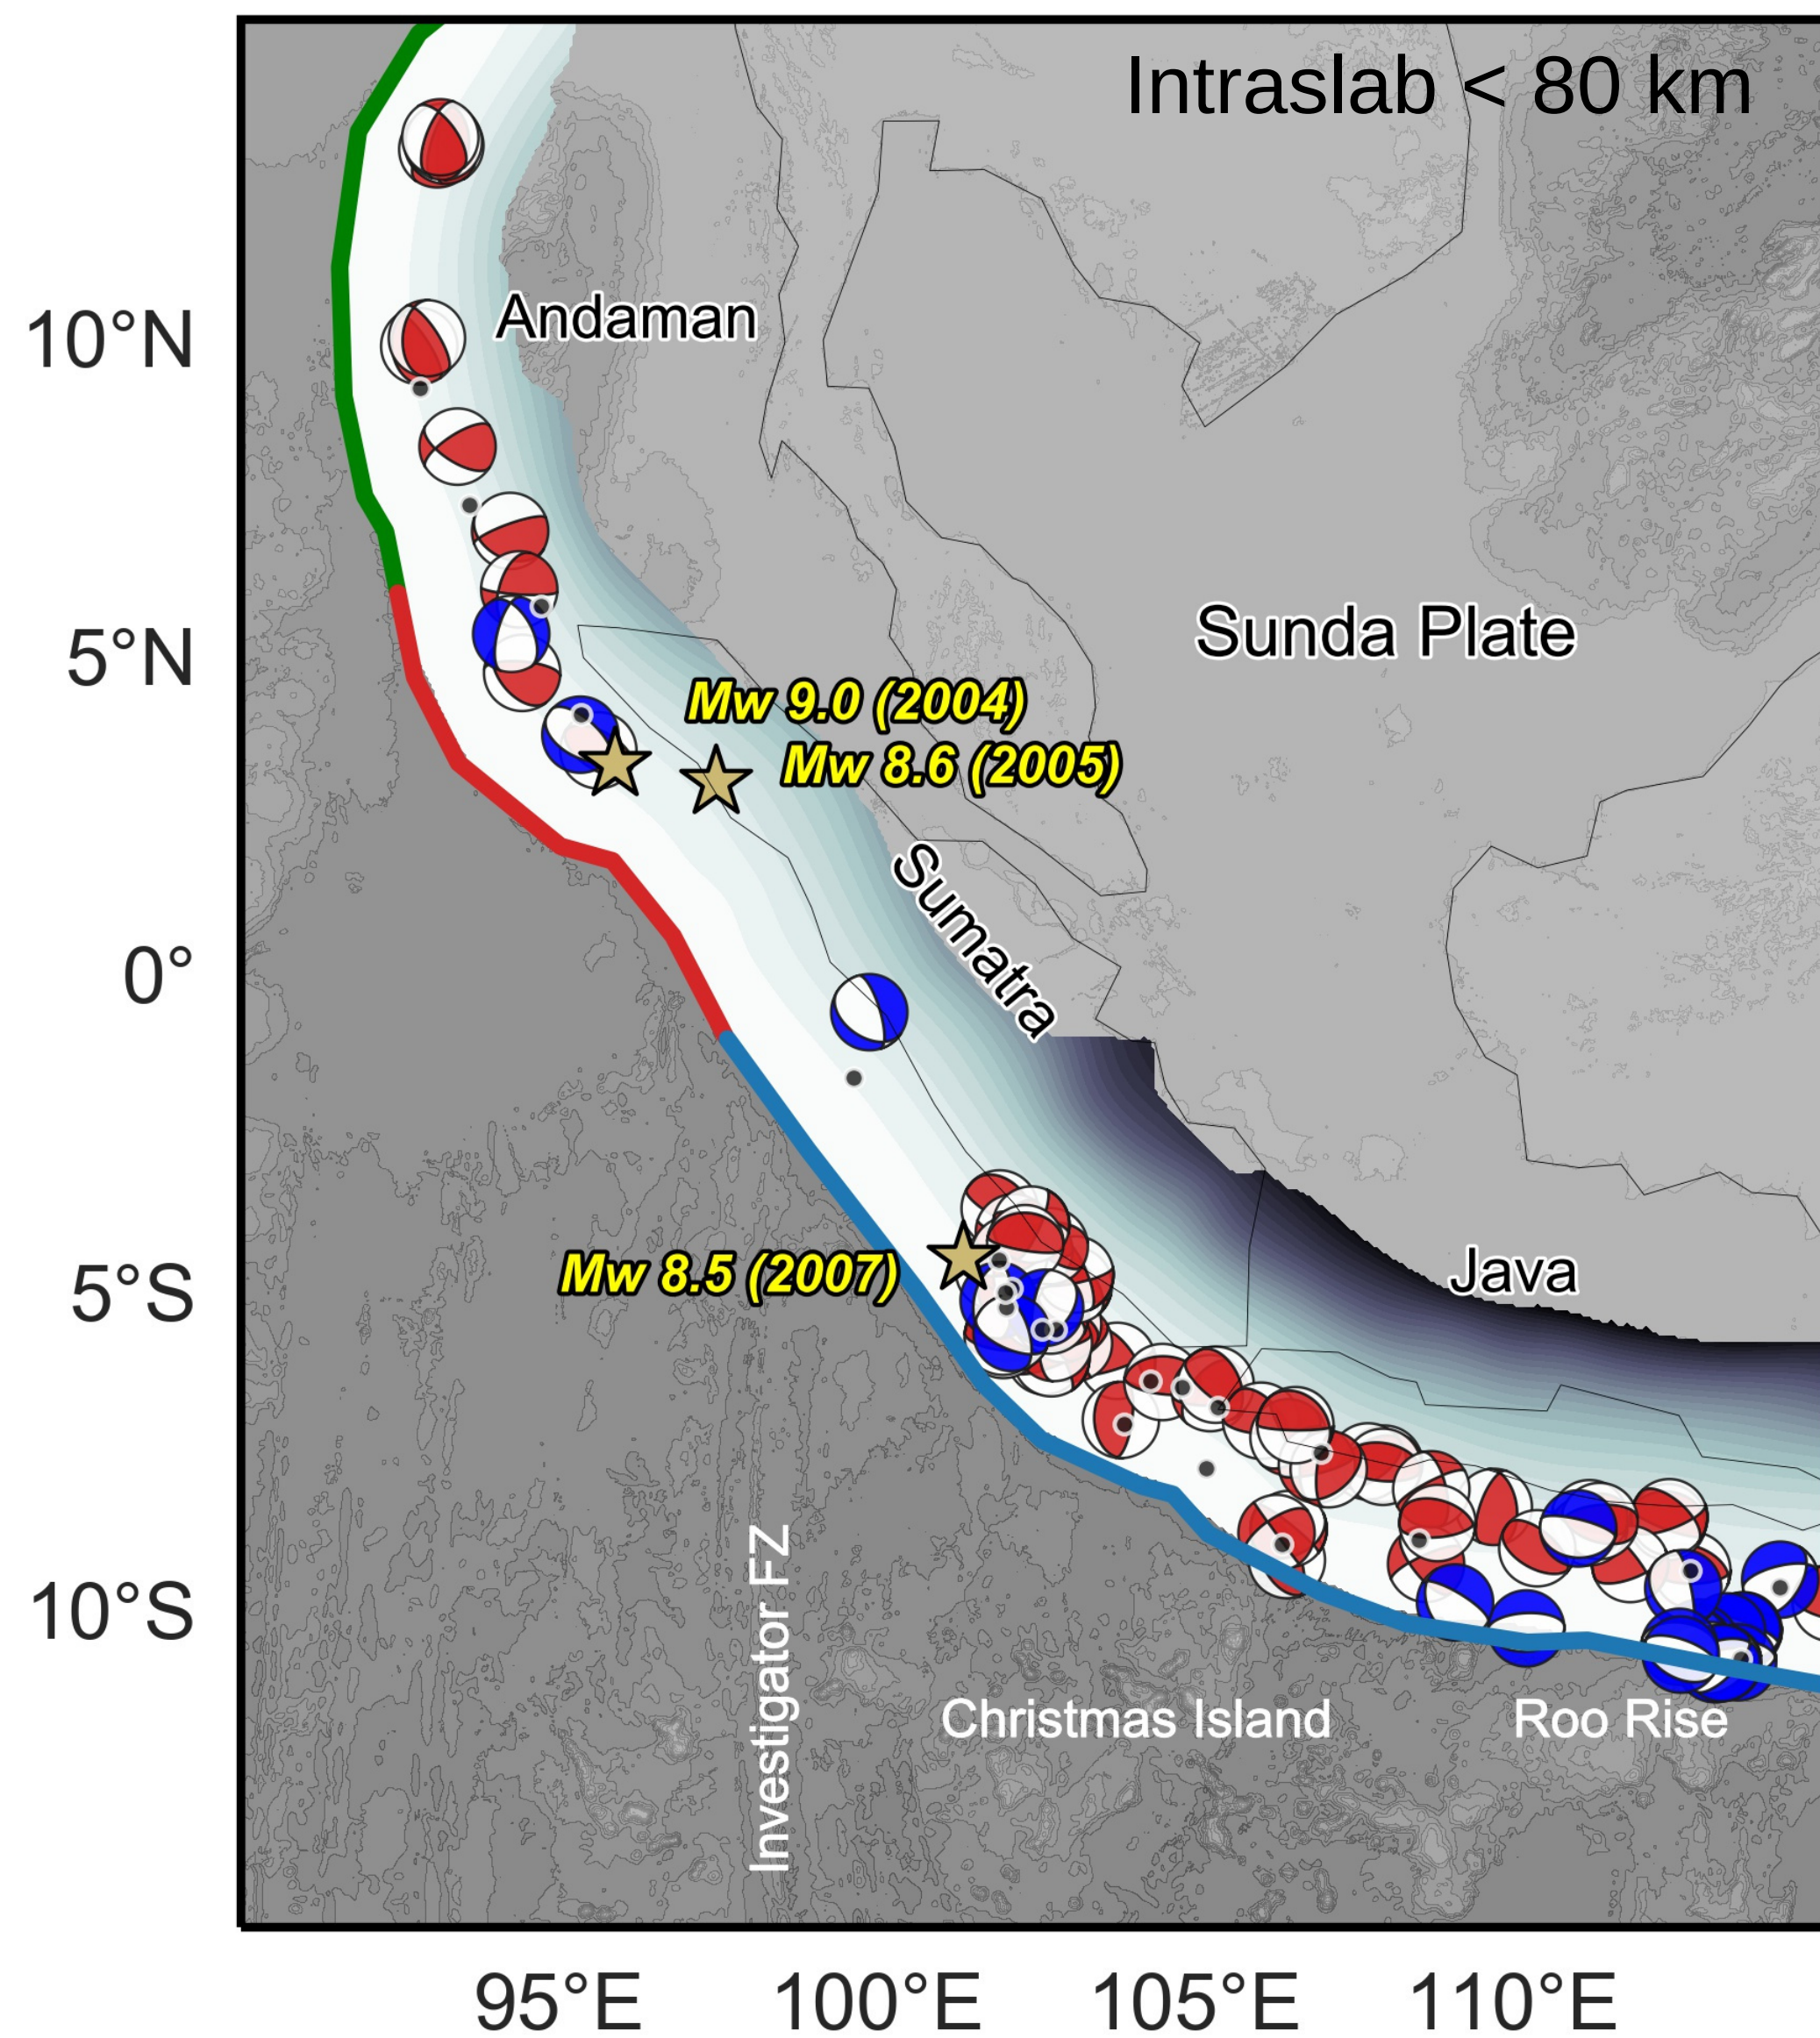 Intraslab < 80 km
Andaman
10°N
Sunda Plate
5°N
Mw 9.0 (2004)
Mw 8.6 (2005)
Sumatra
0°
Mw 8.5 (2007)
Java
5°S
10°S
Investigator FZ
Christmas Island
Roo Rise
95°E
100°E
105°E
110°E